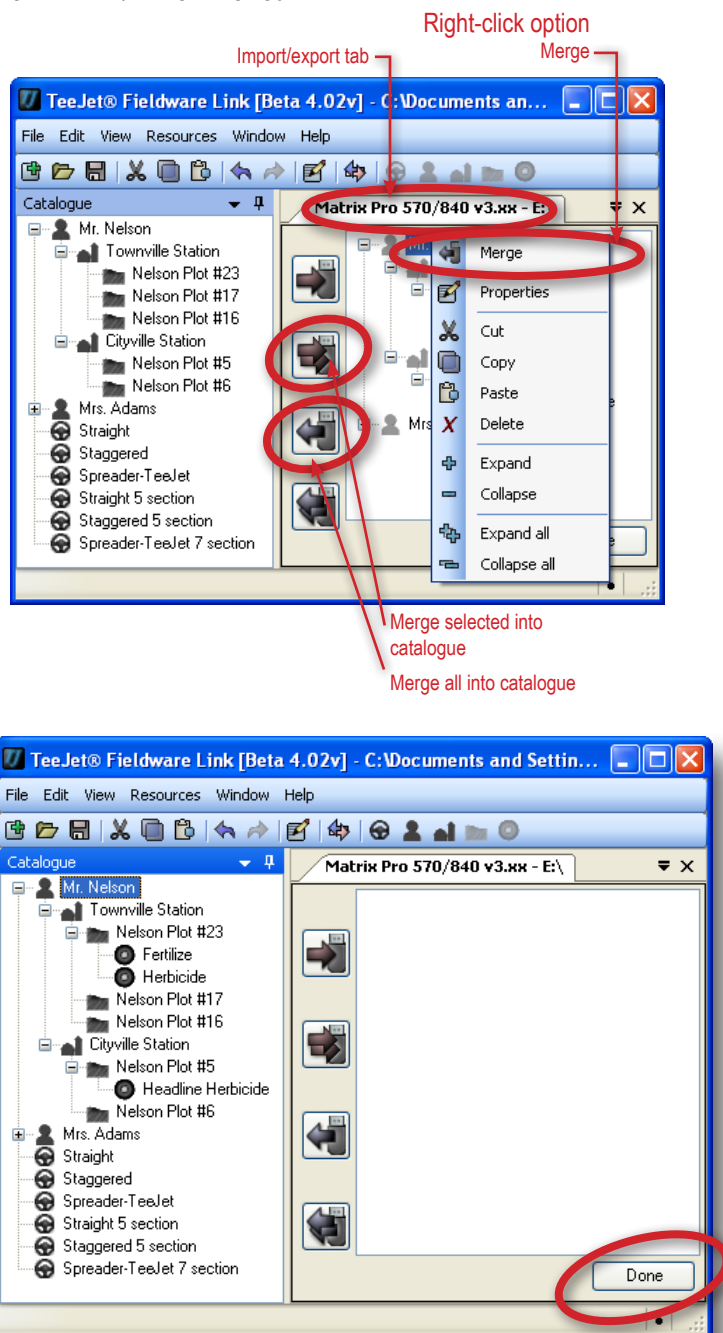 Right-click option
Import/export tab
Merge
TeeJet® Fieldware Link [Beta 4.02v] - C:\Documents an...
File Edit View Resources Window Help
Catalogue
Matrix Pro 570/840 v3.xx - E:
Mr. Nelson
Townville Station
Nelson Plot #23
Nelson Plot #17
Nelson Plot #16
Cityville Station
Nelson Plot #5
Nelson Plot #6
Mrs. Adams
Straight
Staggered
Spreader-TeeJet
Straight 5 section
Staggered 5 section
Spreader-TeeJet 7 section
Mrs
Merge
Properties
Cut
Copy
Paste
Delete
Expand
Collapse
Expand all
Collapse all
Merge selected into
catalogue
Merge all into catalogue
TeeJet® Fieldware Link [Beta 4.02v] - C:\Documents and Settin...
File Edit View Resources Window Help
Catalogue
Matrix Pro 570/840 v3.xx - E:\
Mr. Nelson
Townville Station
Nelson Plot #23
Fertilize
Herbicide
Nelson Plot #17
Nelson Plot #16
Cityville Station
Nelson Plot #5
Headline Herbicide
Nelson Plot #6
Mrs. Adams
Straight
Staggered
Spreader-TeeJet
Straight 5 section
Staggered 5 section
Spreader-TeeJet 7 section
Done